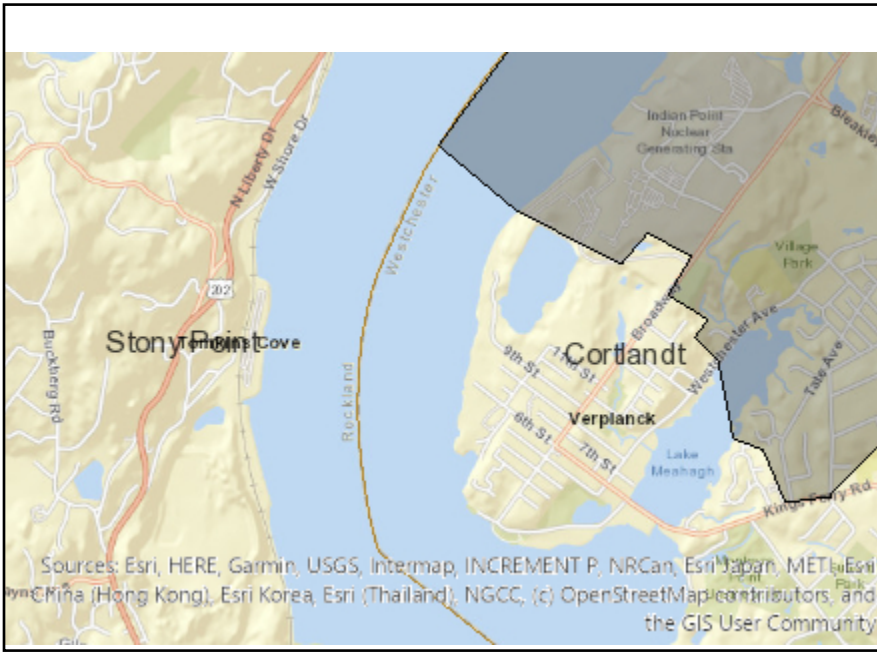 Indian Point
Nuclear
Generating Sta
Bleakley
N Liberty Dr
W Shore Dr
Westchester
Village
Park
202
Broadway
Stony Point
Tomkins Cove
Buckberg Rd
Rockland
9th St
11th St
Cortlandt
Westchester Ave
Tate Ave
6th St
Verplanck
7th St
Lake
Meahagh
Kings Ferry Rd
Sources: Esri, HERE, Garmin, USGS, Intermap, INCREMENT P, NRCan, Esri Japan, METI, Esri
China (Hong Kong), Esri Korea, Esri (Thailand), NGCC, (c) OpenStreetMap contributors, and
the GIS User Community